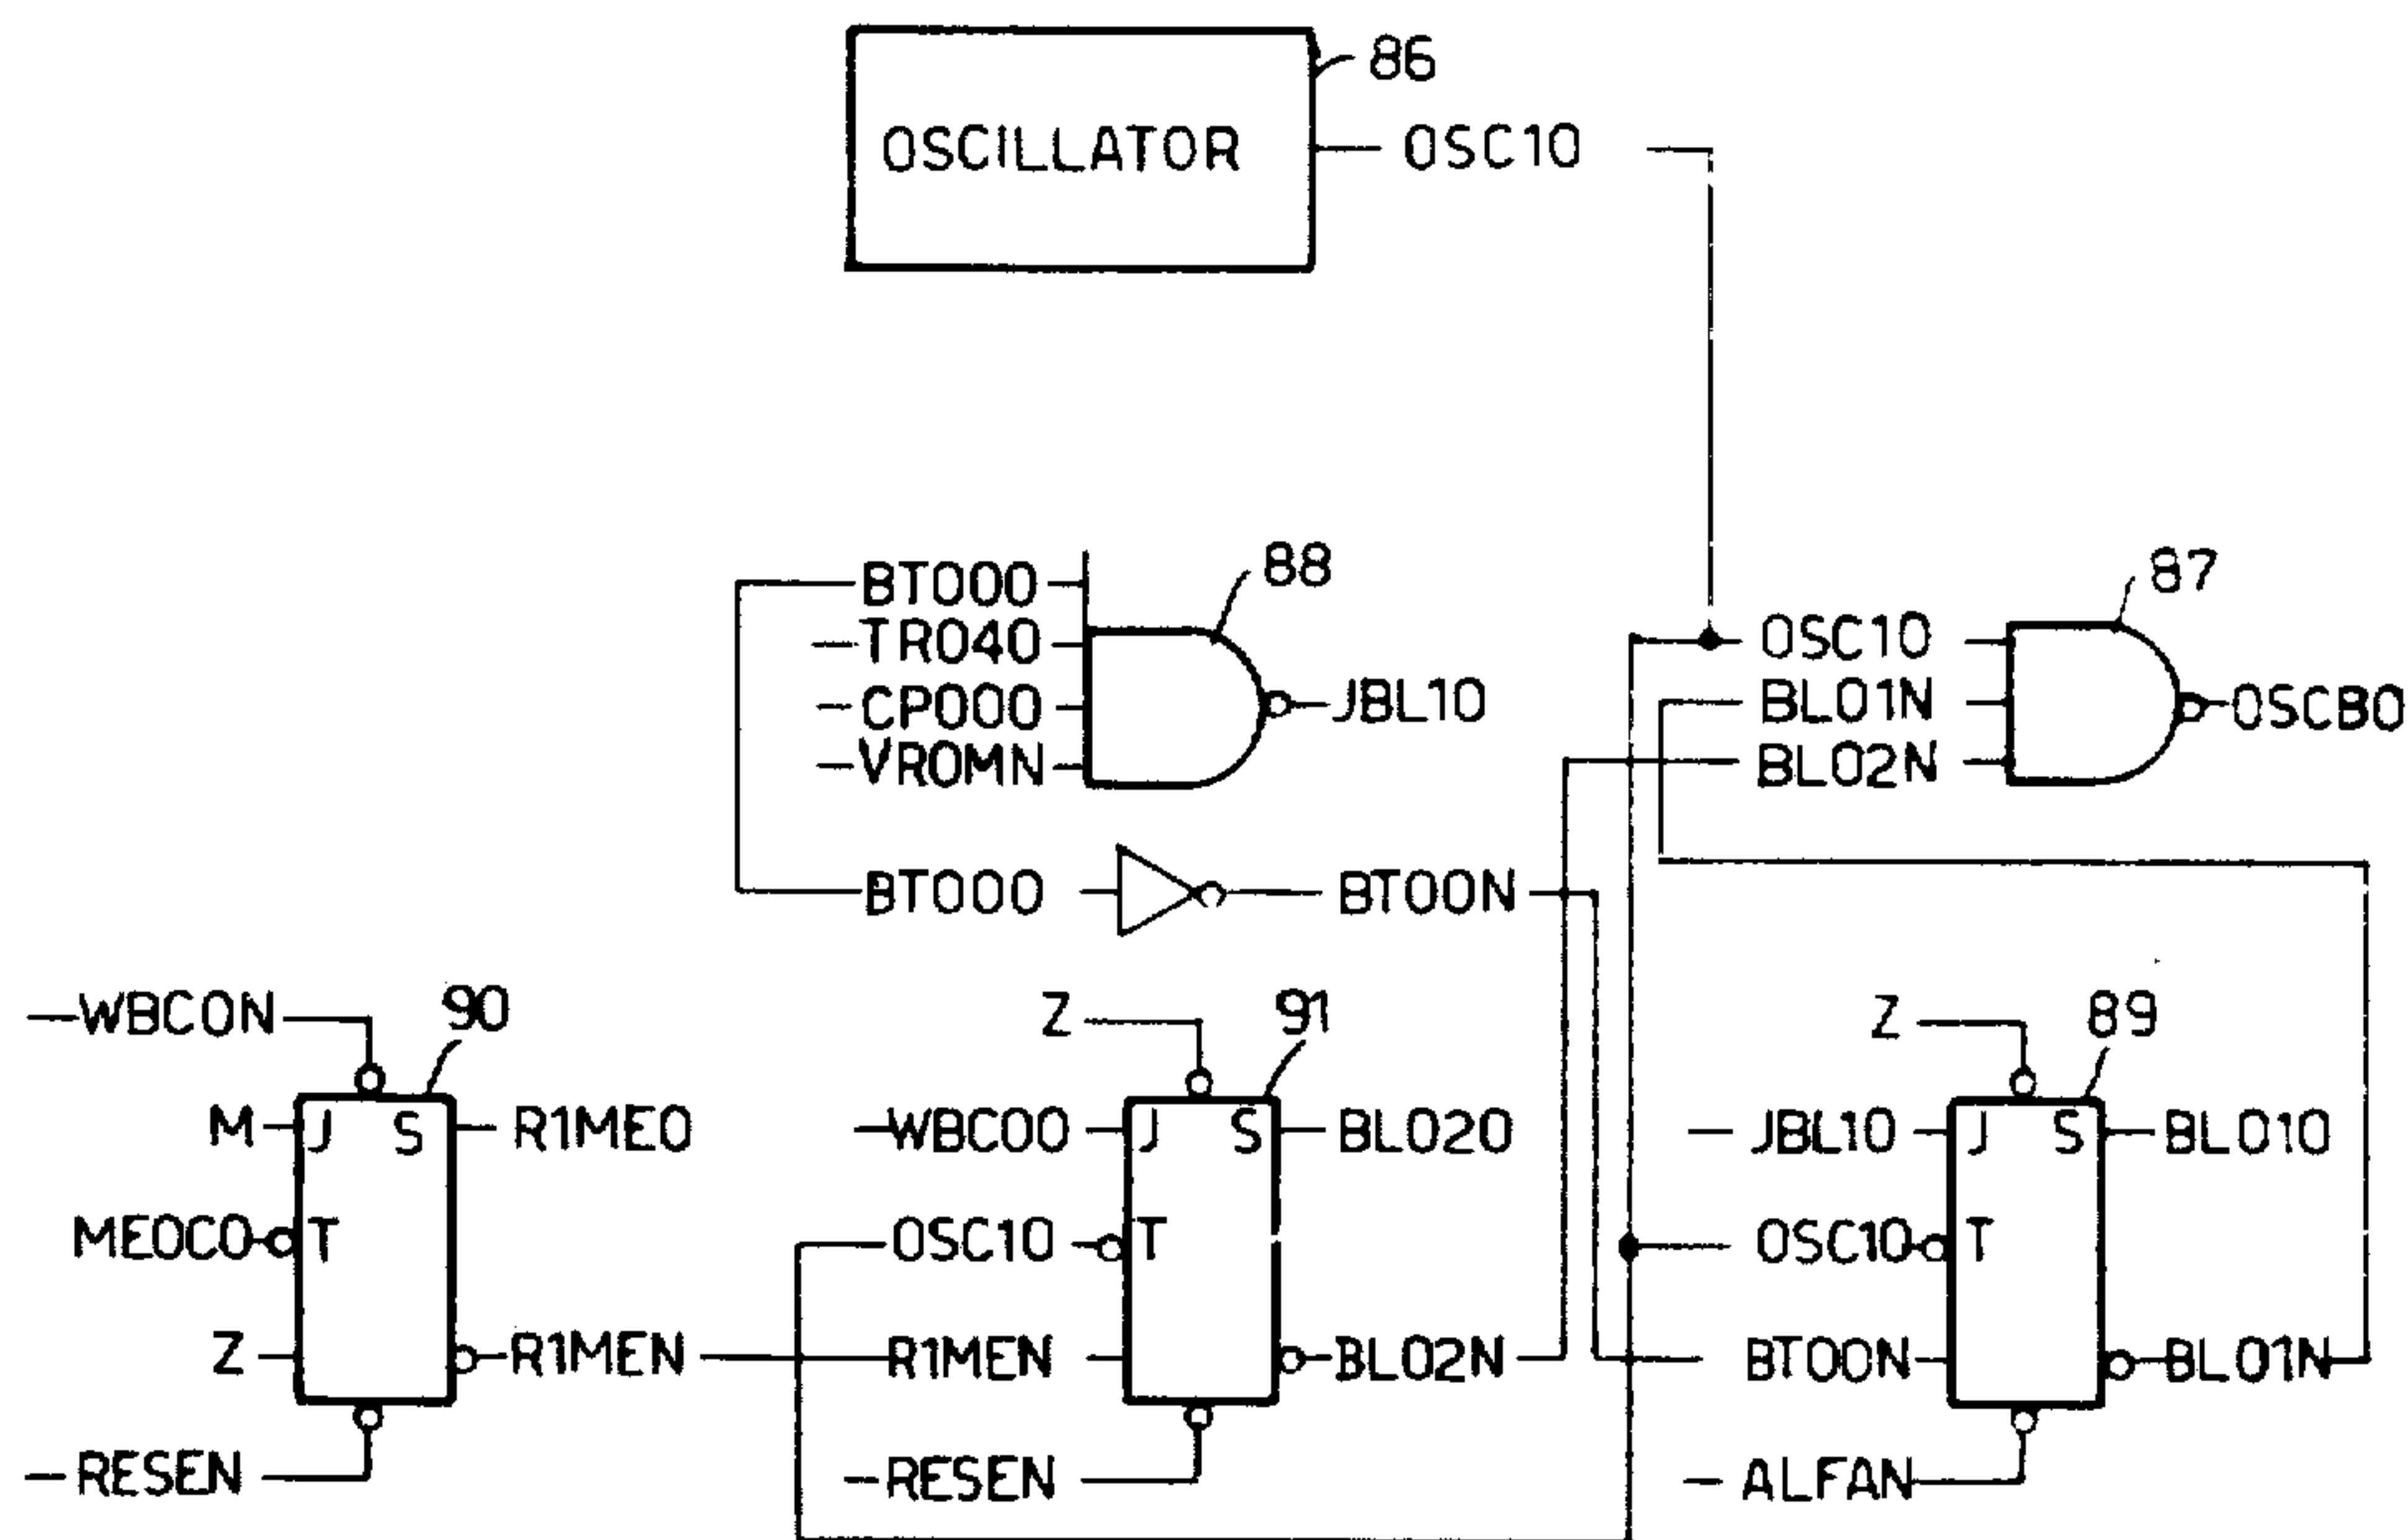 86
OSCILLATOR
OSC10
BT000
88
87
TR040
OSC10
CP000
JBL10
BL01N
OSCB0
VROMN
BL02N
BT000
BT00N
WBCON
90
Z
91
Z
89
M
J
S
R1ME0
WBC00
J
S
BL020
JBL10
J
S
BL010
MEOC0
T
OSC10
T
OSC10
T
Z
R1MEN
R1MEN
BL02N
BT00N
BL01N
RESEN
RESEN
ALFAN